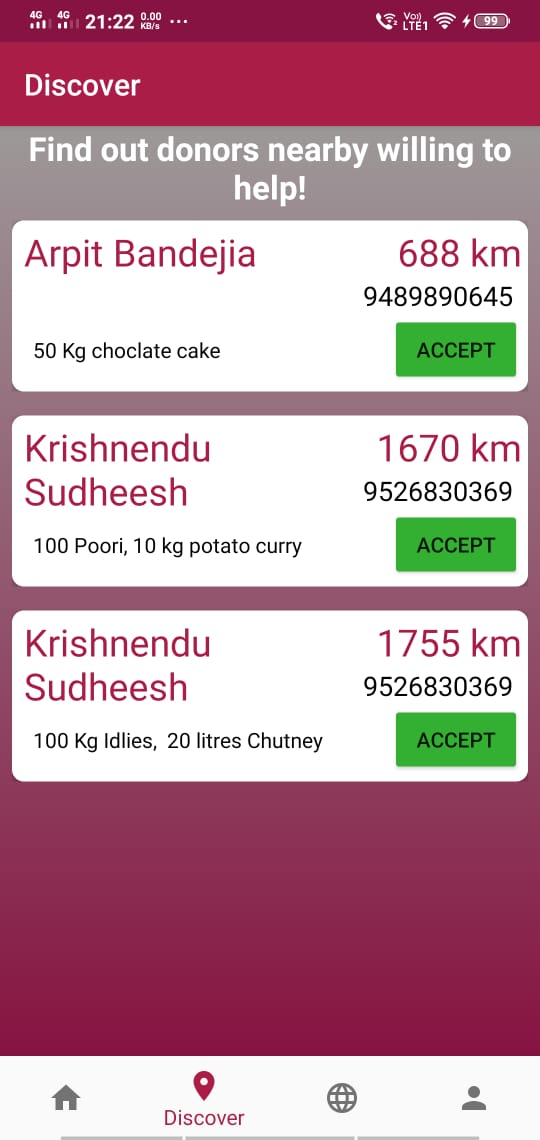 4G 4G 21:22 0.00 KB/s ... Vo)) LTE1 99
Discover
Find out donors nearby willing to
help!
Arpit Bandejia 688 km
9489890645
50 Kg choclate cake ACCEPT
Krishnendu 1670 km
Sudheesh 9526830369
100 Poori, 10 kg potato curry ACCEPT
Krishnendu 1755 km
Sudheesh 9526830369
100 Kg Idlies,  20 litres Chutney ACCEPT
Discover